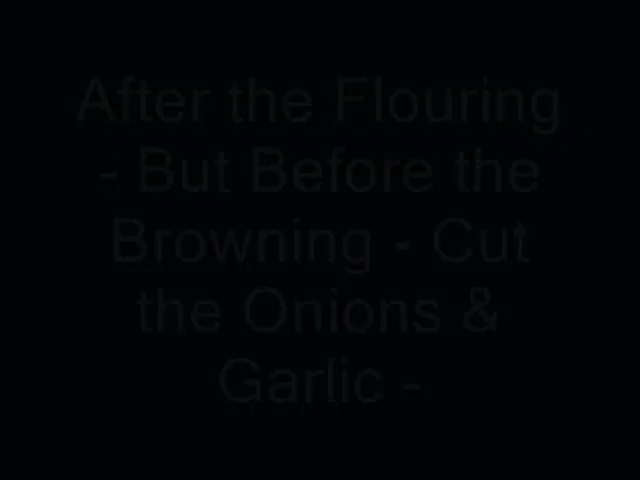 After the Flouring
- But Before the
Browning - Cut
the Onions &
Garlic -